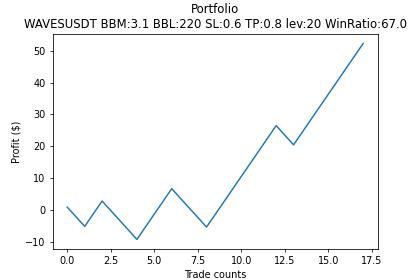 Portfolio
WAVESUSDT BBM:3.1 BBL:220 SL:0.6 TP:0.8 lev:20 WinRatio:67.0
50
40
30
20
10
0
−10
Profit ($)
0.0 2.5 5.0 7.5 10.0 12.5 15.0 17.5
Trade counts